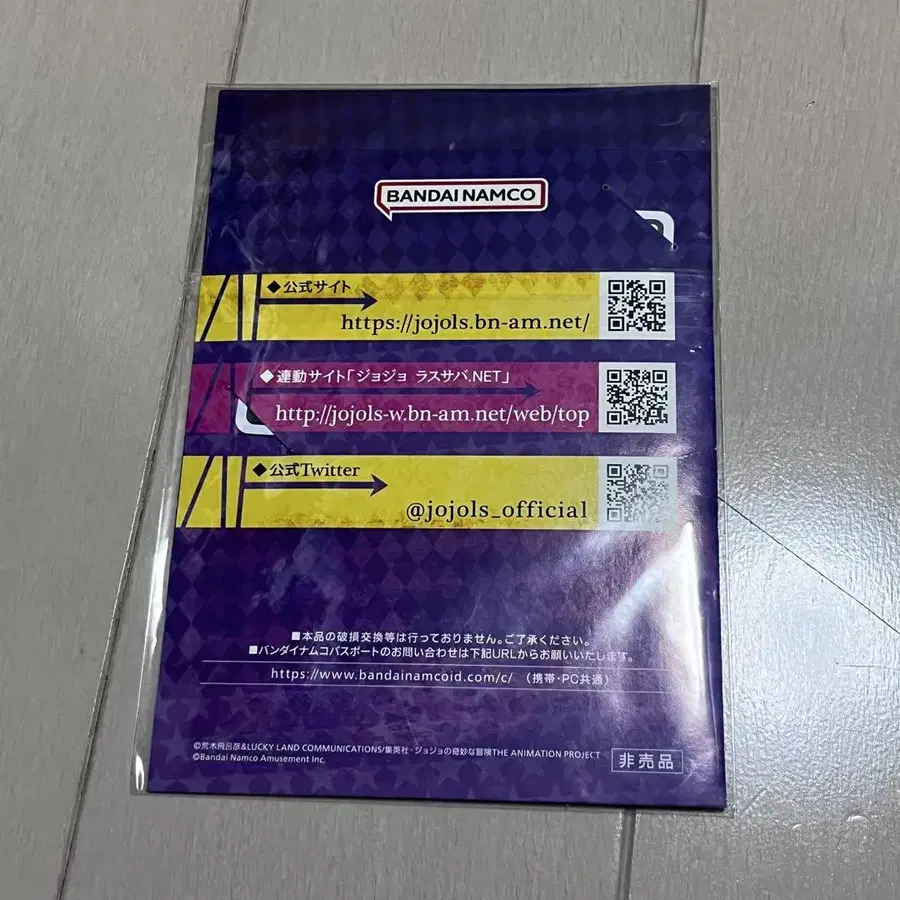 BANDAI NAMCO
◆公式サイト
https://jojols.bn-am.net/
◆連動サイト「ジョジョ ラスサバ.NET」
http://jojols-w.bn-am.net/web/top
◆公式Twitter
@jojols_official
■本品の破損交換等は行っておりません。ご了承ください。
■バンダイナムコパスポートのお問い合わせは下記URLからお願いいたします。
https://www.bandainamcoid.com/c/ (携帯・PC共通)
©荒木飛呂彦&LUCKY LAND COMMUNICATIONS/集英社・ジョジョの奇妙な冒険THE ANIMATION PROJECT
©Bandai Namco Amusement Inc.
非売品